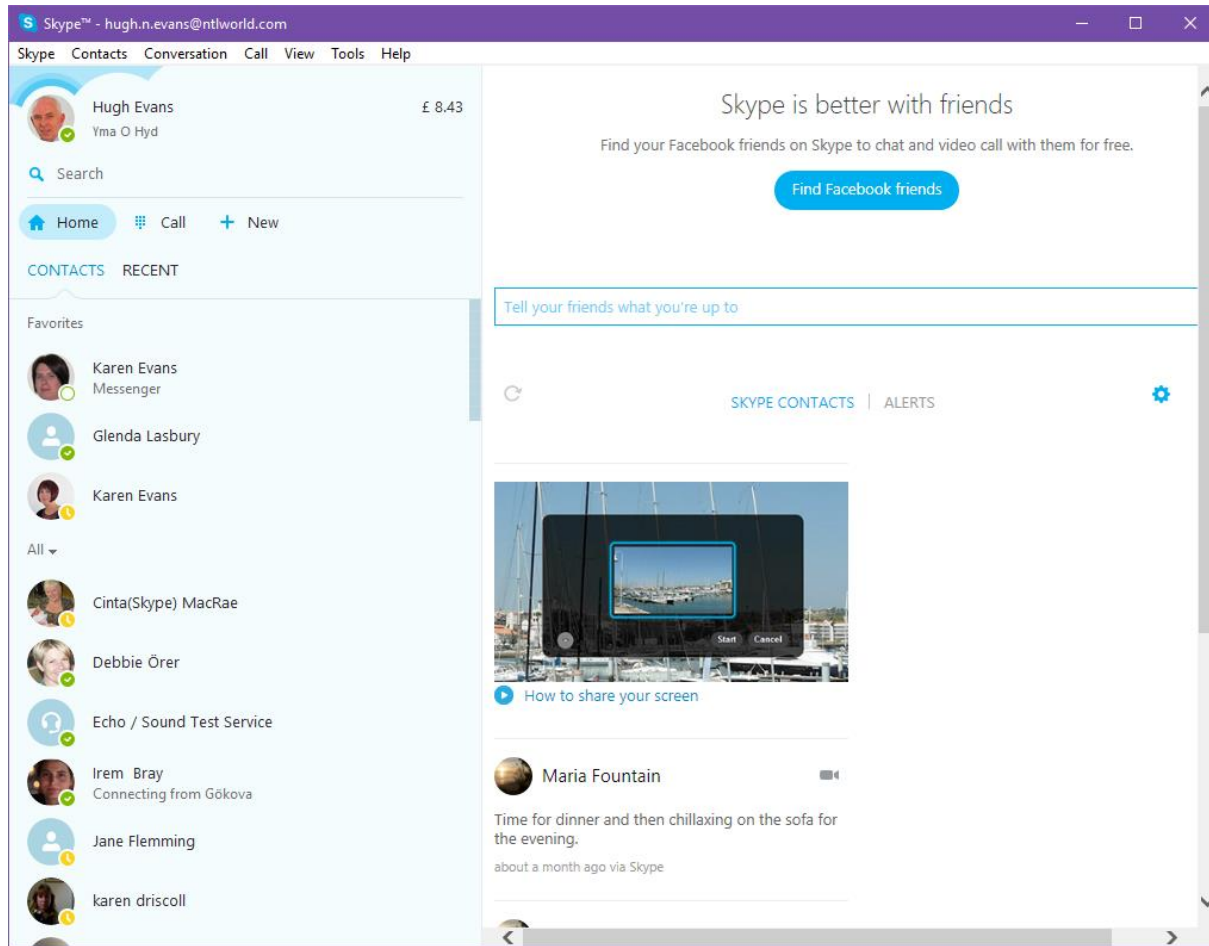 Skype™ - hugh.n.evans@ntlworld.com
Skype Contacts Conversation Call View Tools Help
Hugh Evans £ 8.43
Yma O Hyd
Search
Home Call New
CONTACTS RECENT
Favorites
Karen Evans
Messenger
Glenda Lasbury
Karen Evans
All
Cinta(Skype) MacRae
Debbie Örer
Echo / Sound Test Service
Irem Bray
Connecting from Gökova
Jane Flemming
karen driscoll
Skype is better with friends
Find your Facebook friends on Skype to chat and video call with them for free.
Find Facebook friends
Tell your friends what you're up to
SKYPE CONTACTS | ALERTS
Start Cancel
How to share your screen
Maria Fountain
Time for dinner and then chillaxing on the sofa for
the evening.
about a month ago via Skype